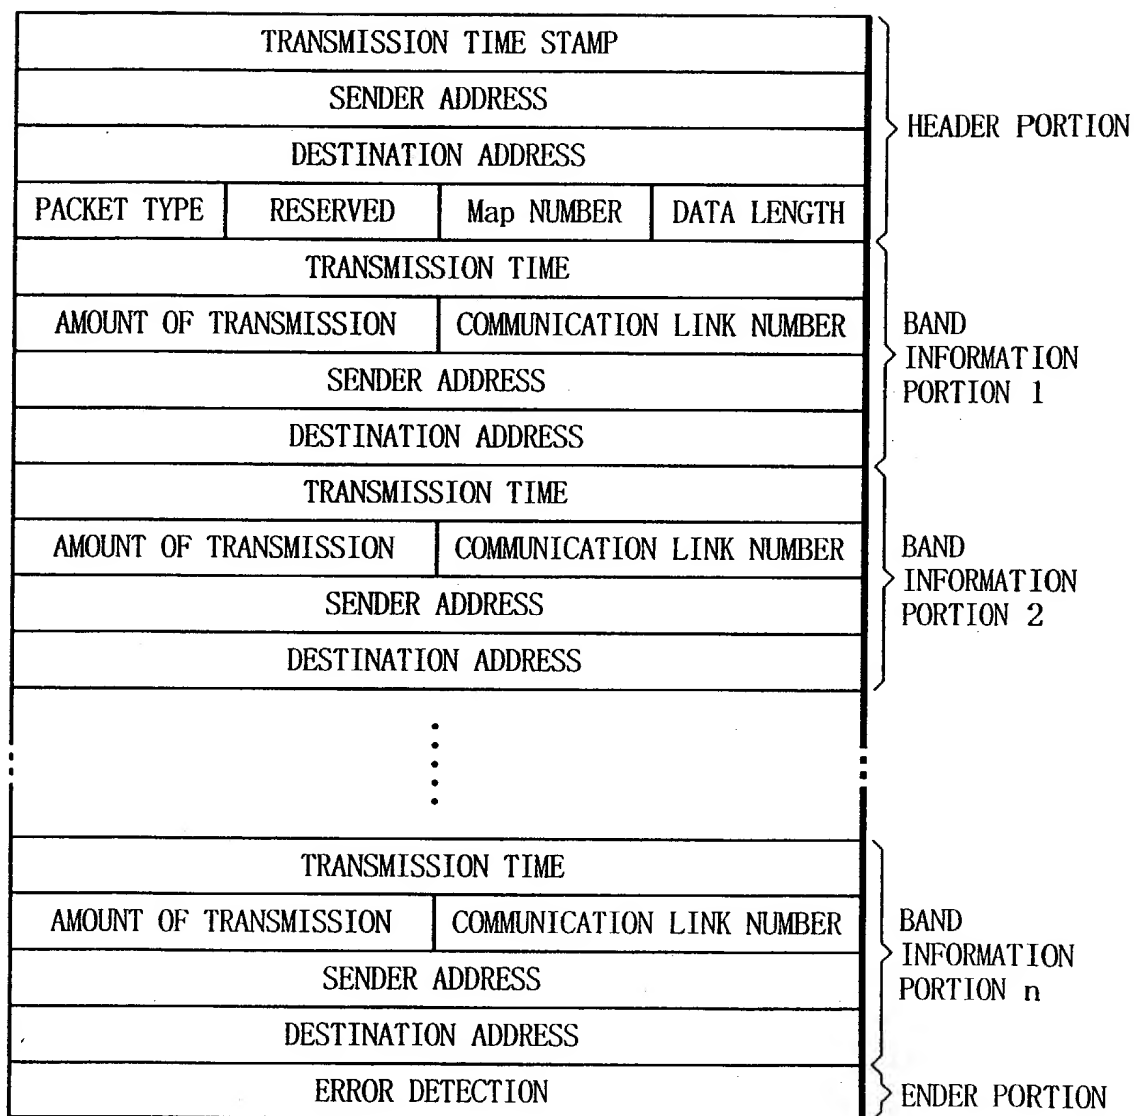 TRANSMISSION TIME STAMP
SENDER ADDRESS
DESTINATION ADDRESS
PACKET TYPE RESERVED Map NUMBER DATA LENGTH
HEADER PORTION
TRANSMISSION TIME
AMOUNT OF TRANSMISSION COMMUNICATION LINK NUMBER
SENDER ADDRESS
DESTINATION ADDRESS
BAND
INFORMATION
PORTION 1
TRANSMISSION TIME
AMOUNT OF TRANSMISSION COMMUNICATION LINK NUMBER
SENDER ADDRESS
DESTINATION ADDRESS
BAND
INFORMATION
PORTION 2
TRANSMISSION TIME
AMOUNT OF TRANSMISSION COMMUNICATION LINK NUMBER
SENDER ADDRESS
DESTINATION ADDRESS
BAND
INFORMATION
PORTION n
ERROR DETECTION
ENDER PORTION